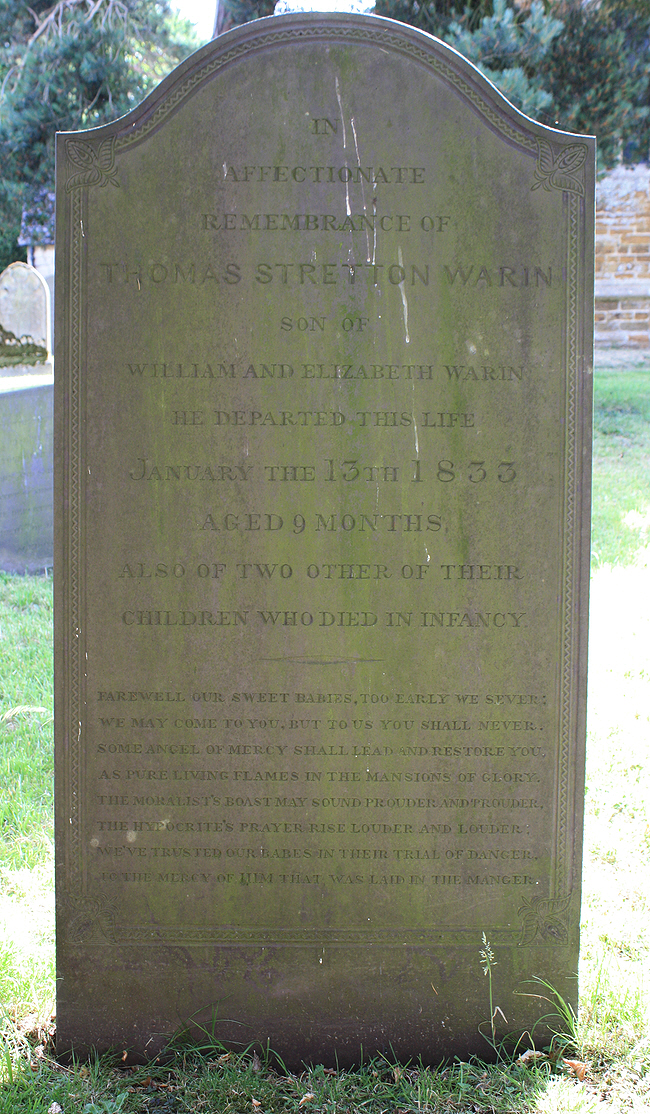 IN
AFFECTIONATE
REMEMBRANCE OF
THOMAS STRETTON WARIN
SON OF
WILLIAM AND ELIZABETH WARIN
HE DEPARTED THIS LIFE
JANUARY THE 13TH 1833
AGED 9 MONTHS,
ALSO OF TWO OTHER OF THEIR
CHILDREN WHO DIED IN INFANCY.
FAREWELL OUR SWEET BABIES, TOO EARLY WE SEVER;
WE MAY COME TO YOU, BUT TO US YOU SHALL NEVER.
SOME ANGEL OF MERCY SHALL LEAD AND RESTORE YOU,
AS PURE LIVING FLAMES IN THE MANSIONS OF GLORY.
THE MORALIST'S BOAST MAY SOUND PROUDER AND PROUDER,
THE HYPOCRITE'S PRAYER RISE LOUDER AND LOUDER;
WE'VE TRUSTED OUR BABES IN THEIR TRIAL OF DANGER,
TO THE MERCY OF HIM THAT WAS LAID IN THE MANGER.